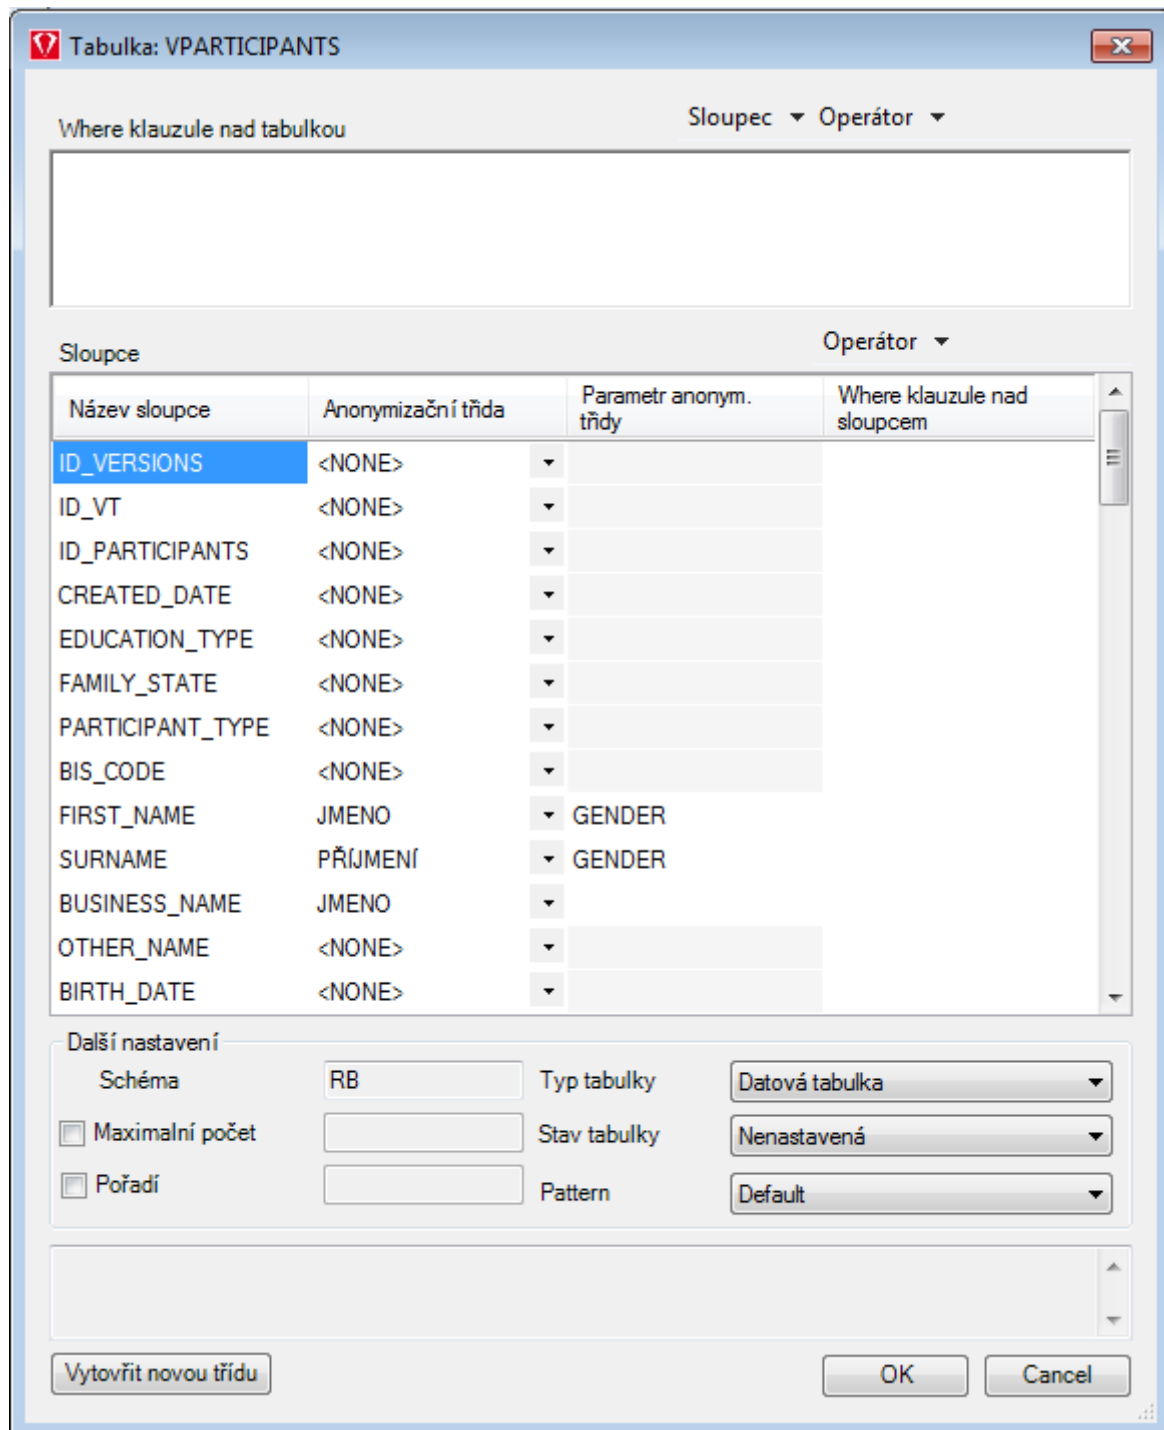 Tabulka: VPARTICIPANTS
Where klauzule nad tabulkou
Sloupec Operátor
Sloupce
Operátor
Název sloupce Anonymizační třída Parametr anonym. třídy Where klauzule nad sloupcem
ID_VERSIONS <NONE>
ID_VT <NONE>
ID_PARTICIPANTS <NONE>
CREATED_DATE <NONE>
EDUCATION_TYPE <NONE>
FAMILY_STATE <NONE>
PARTICIPANT_TYPE <NONE>
BIS_CODE <NONE>
FIRST_NAME JMENO GENDER
SURNAME PŘÍJMENÍ GENDER
BUSINESS_NAME JMENO
OTHER_NAME <NONE>
BIRTH_DATE <NONE>
Další nastavení
Schéma RB Typ tabulky Datová tabulka
Maximalní počet Stav tabulky Nenastavená
Pořadí Pattern Default
Vytovřit novou třídu OK Cancel